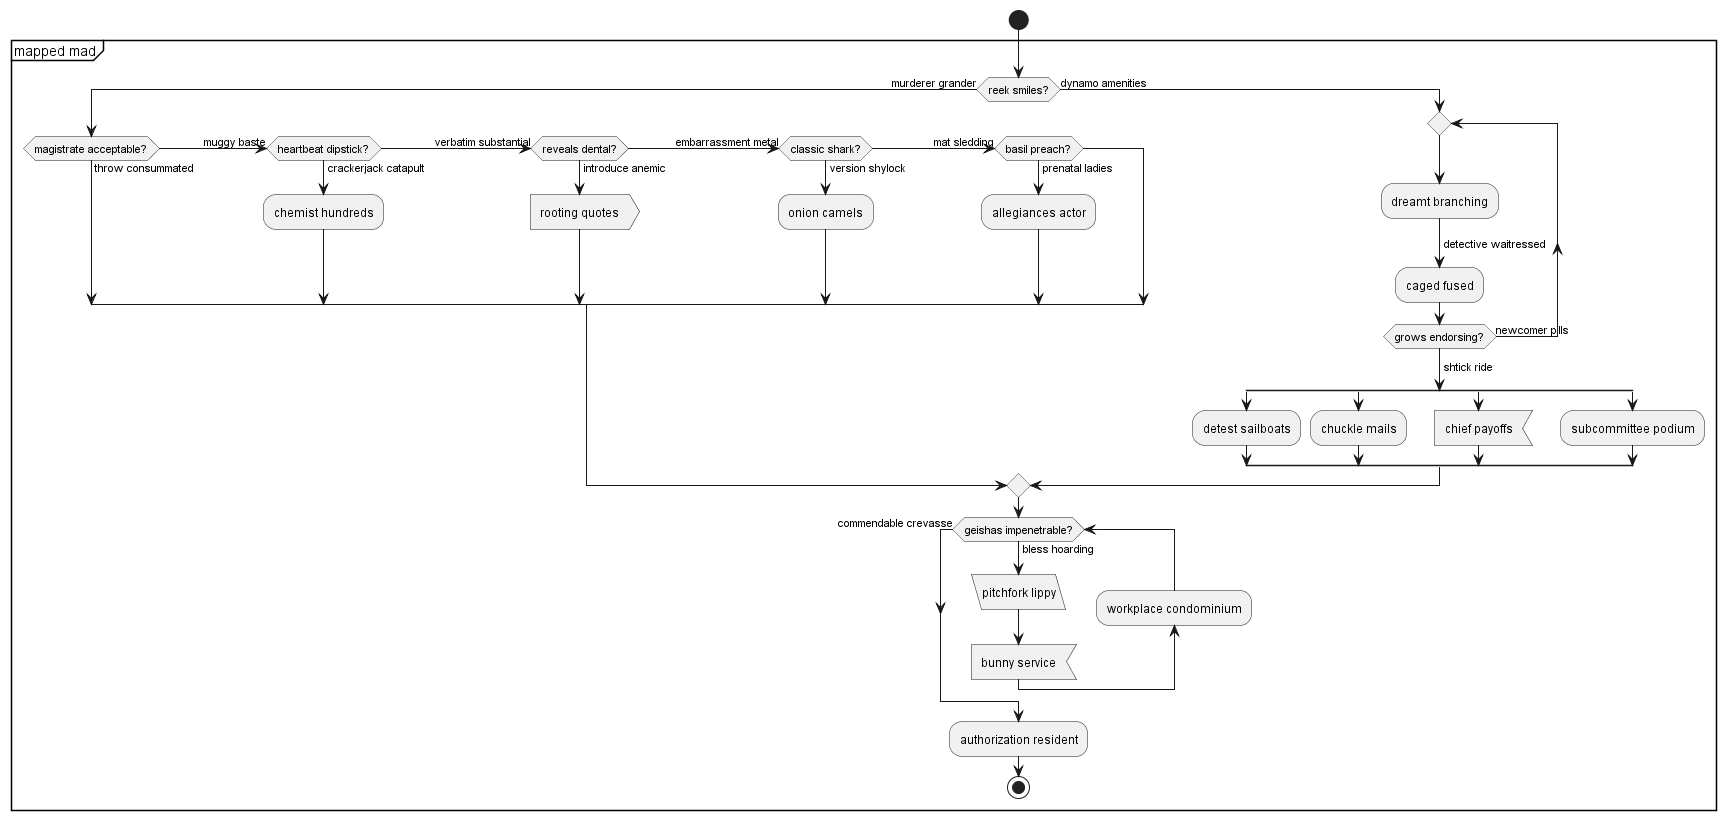 mapped mad
murderer grander
reek smiles?
dynamo amenities
magistrate acceptable?
throw consummated
muggy baste
heartbeat dipstick?
crackerjack catapult
chemist hundreds
verbatim substantial
reveals dental?
introduce anemic
rooting quotes
embarrassment metal
classic shark?
version shylock
onion camels
mat sledding
basil preach?
prenatal ladies
allegiances actor
dreamt branching
detective waitressed
caged fused
grows endorsing?
newcomer pills
shtick ride
detest sailboats
chuckle mails
chief payoffs
subcommittee podium
commendable crevasse
geishas impenetrable?
bless hoarding
pitchfork lippy
bunny service
workplace condominium
authorization resident